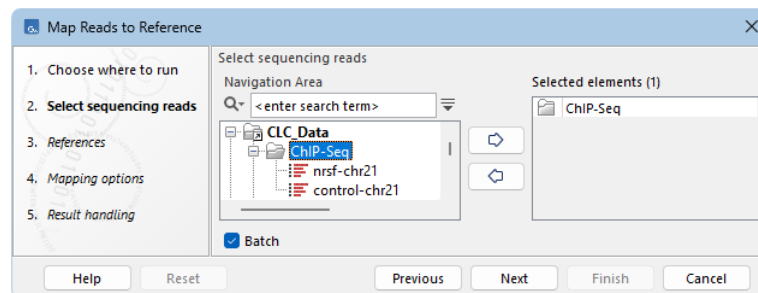 Map Reads to Reference
1. Choose where to run
2. Select sequencing reads
3. References
4. Mapping options
5. Result handling
Select sequencing reads
Navigation Area
<enter search term>
CLC_Data
ChIP-Seq
nrsf-chr21
control-chr21
Batch
Selected elements (1)
ChIP-Seq
Help
Reset
Previous
Next
Finish
Cancel